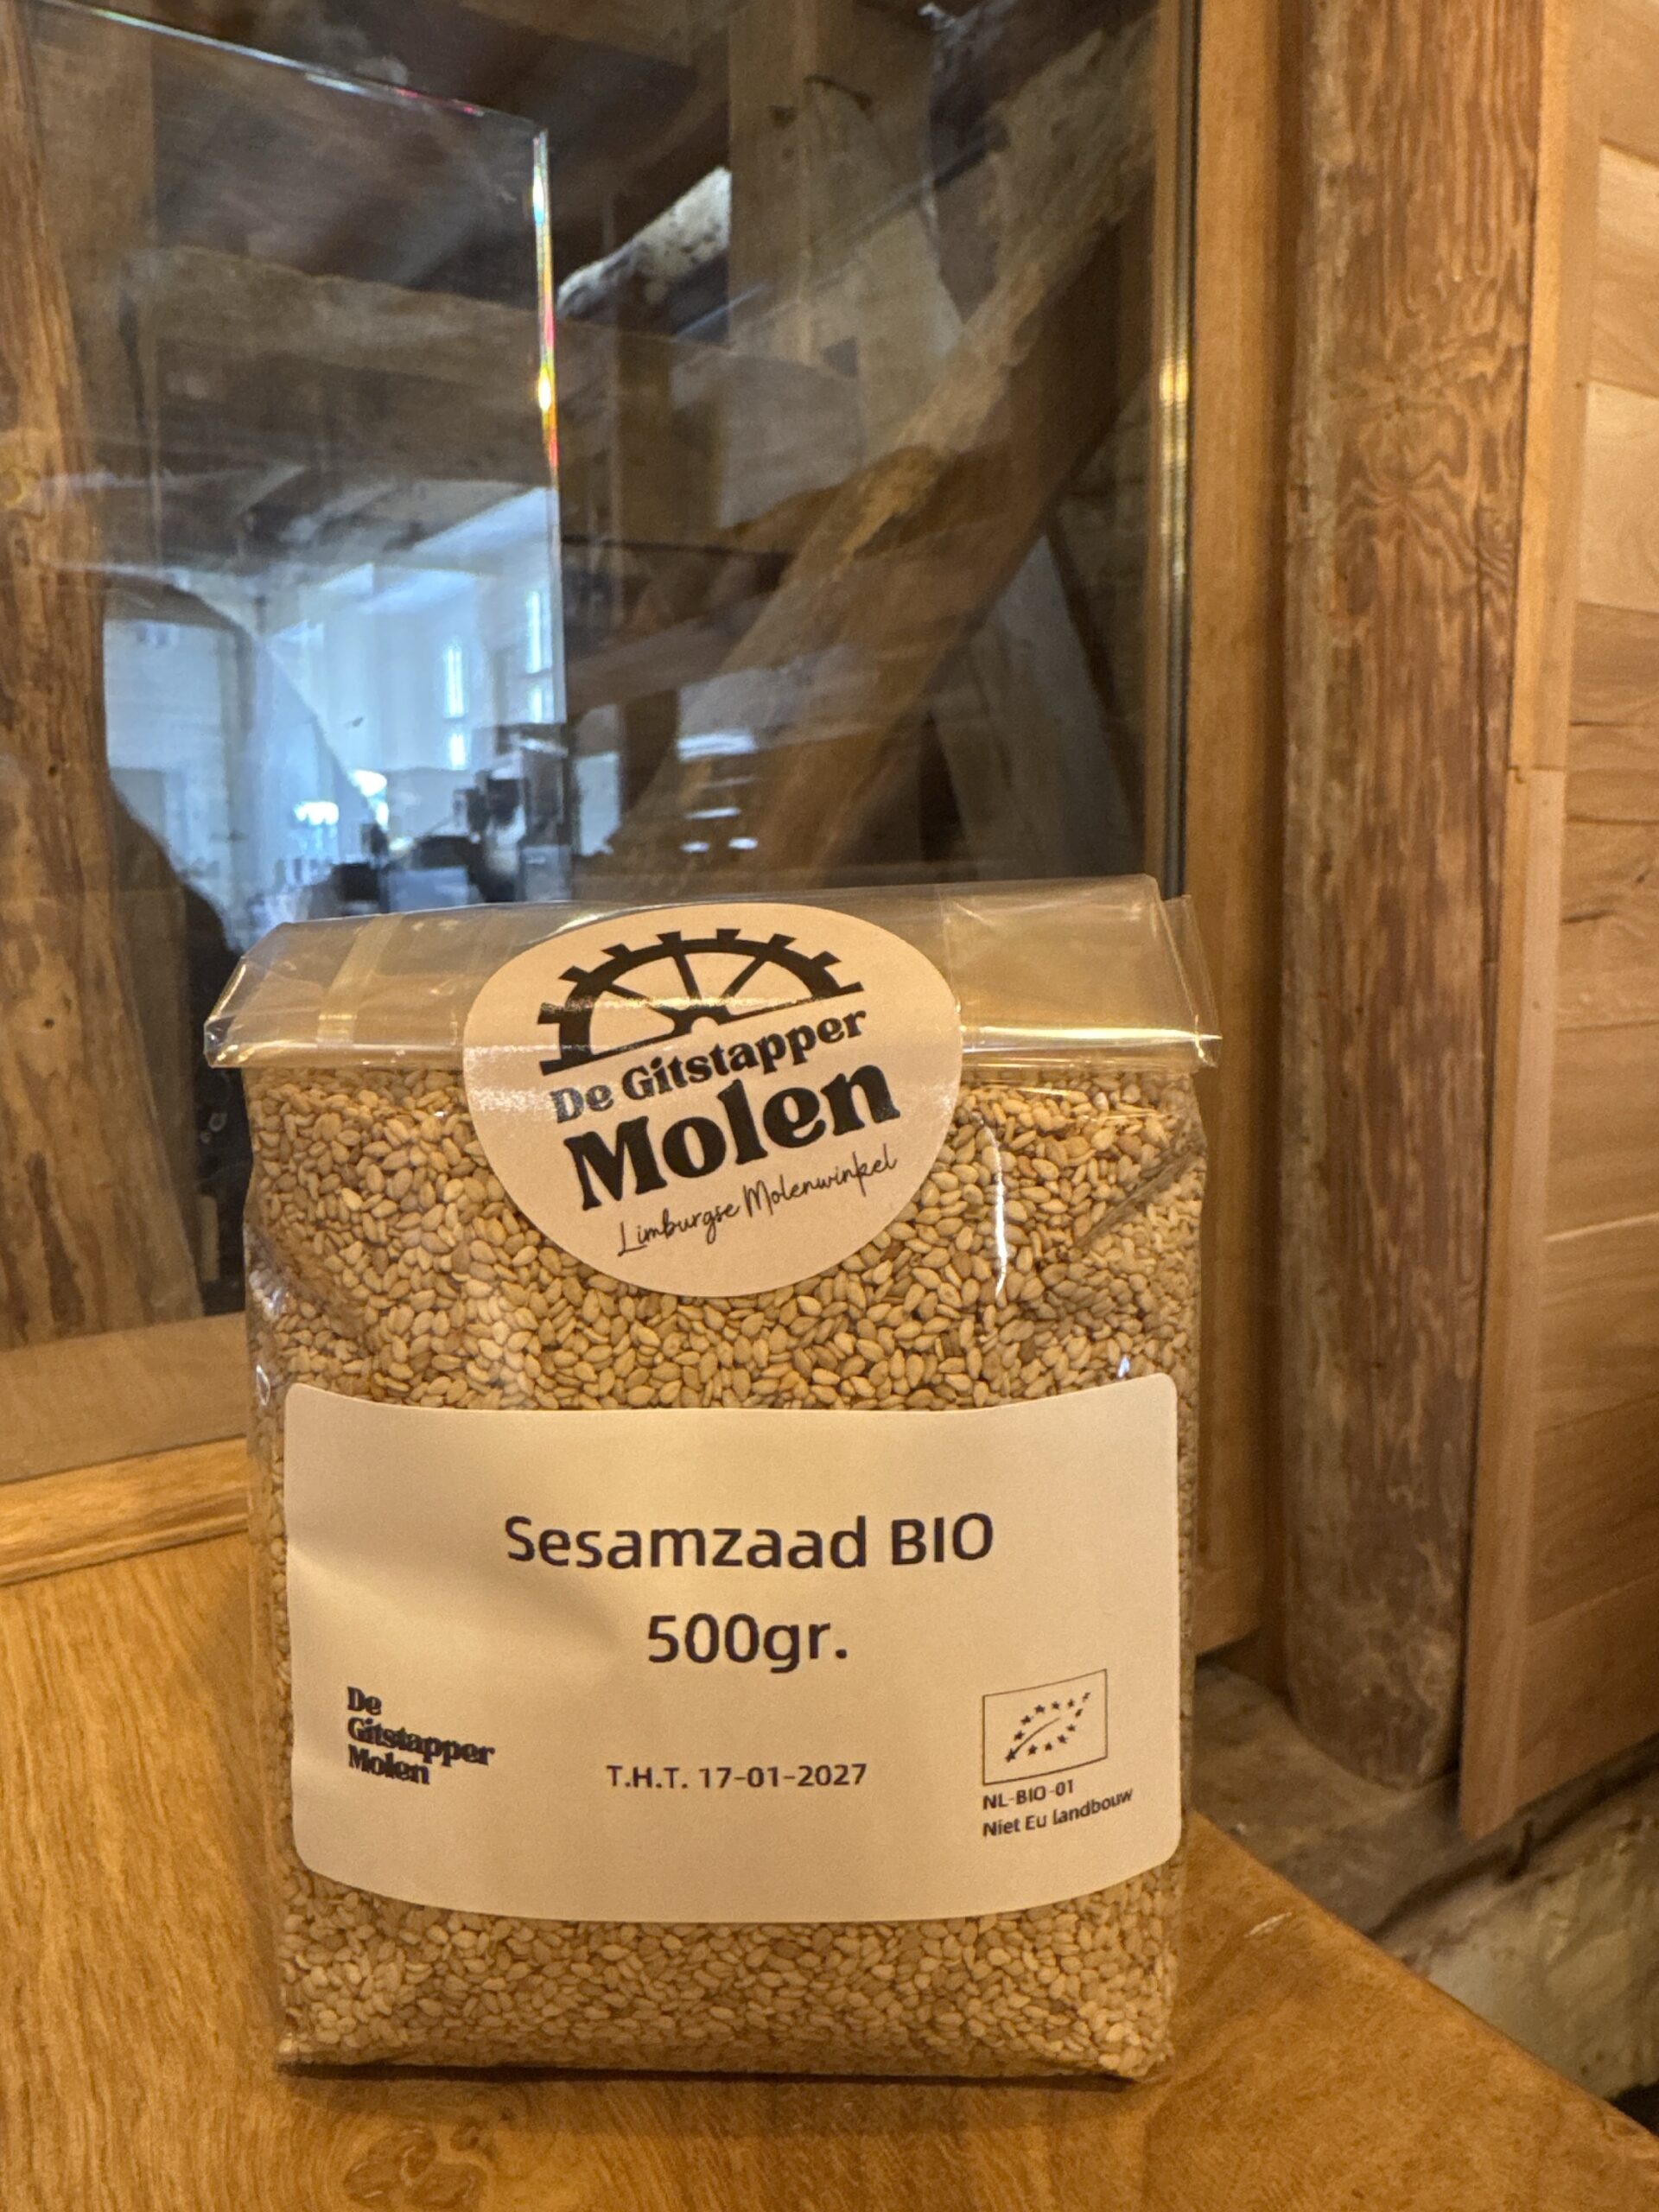 De Gitstapper
Molen
Limburgse Molenwinkel
Sesamzaad BIO
500gr.
De
Gitstapper
Molen
T.H.T. 17-01-2027
NL-BIO-01
Niet Eu landbouw